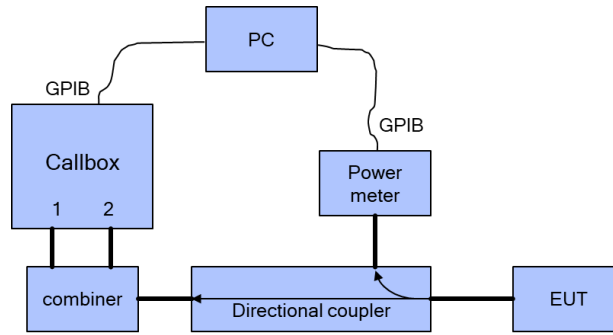 PC
GPIB
GPIB
Callbox
1 2
Power
meter
combiner
Directional coupler
EUT